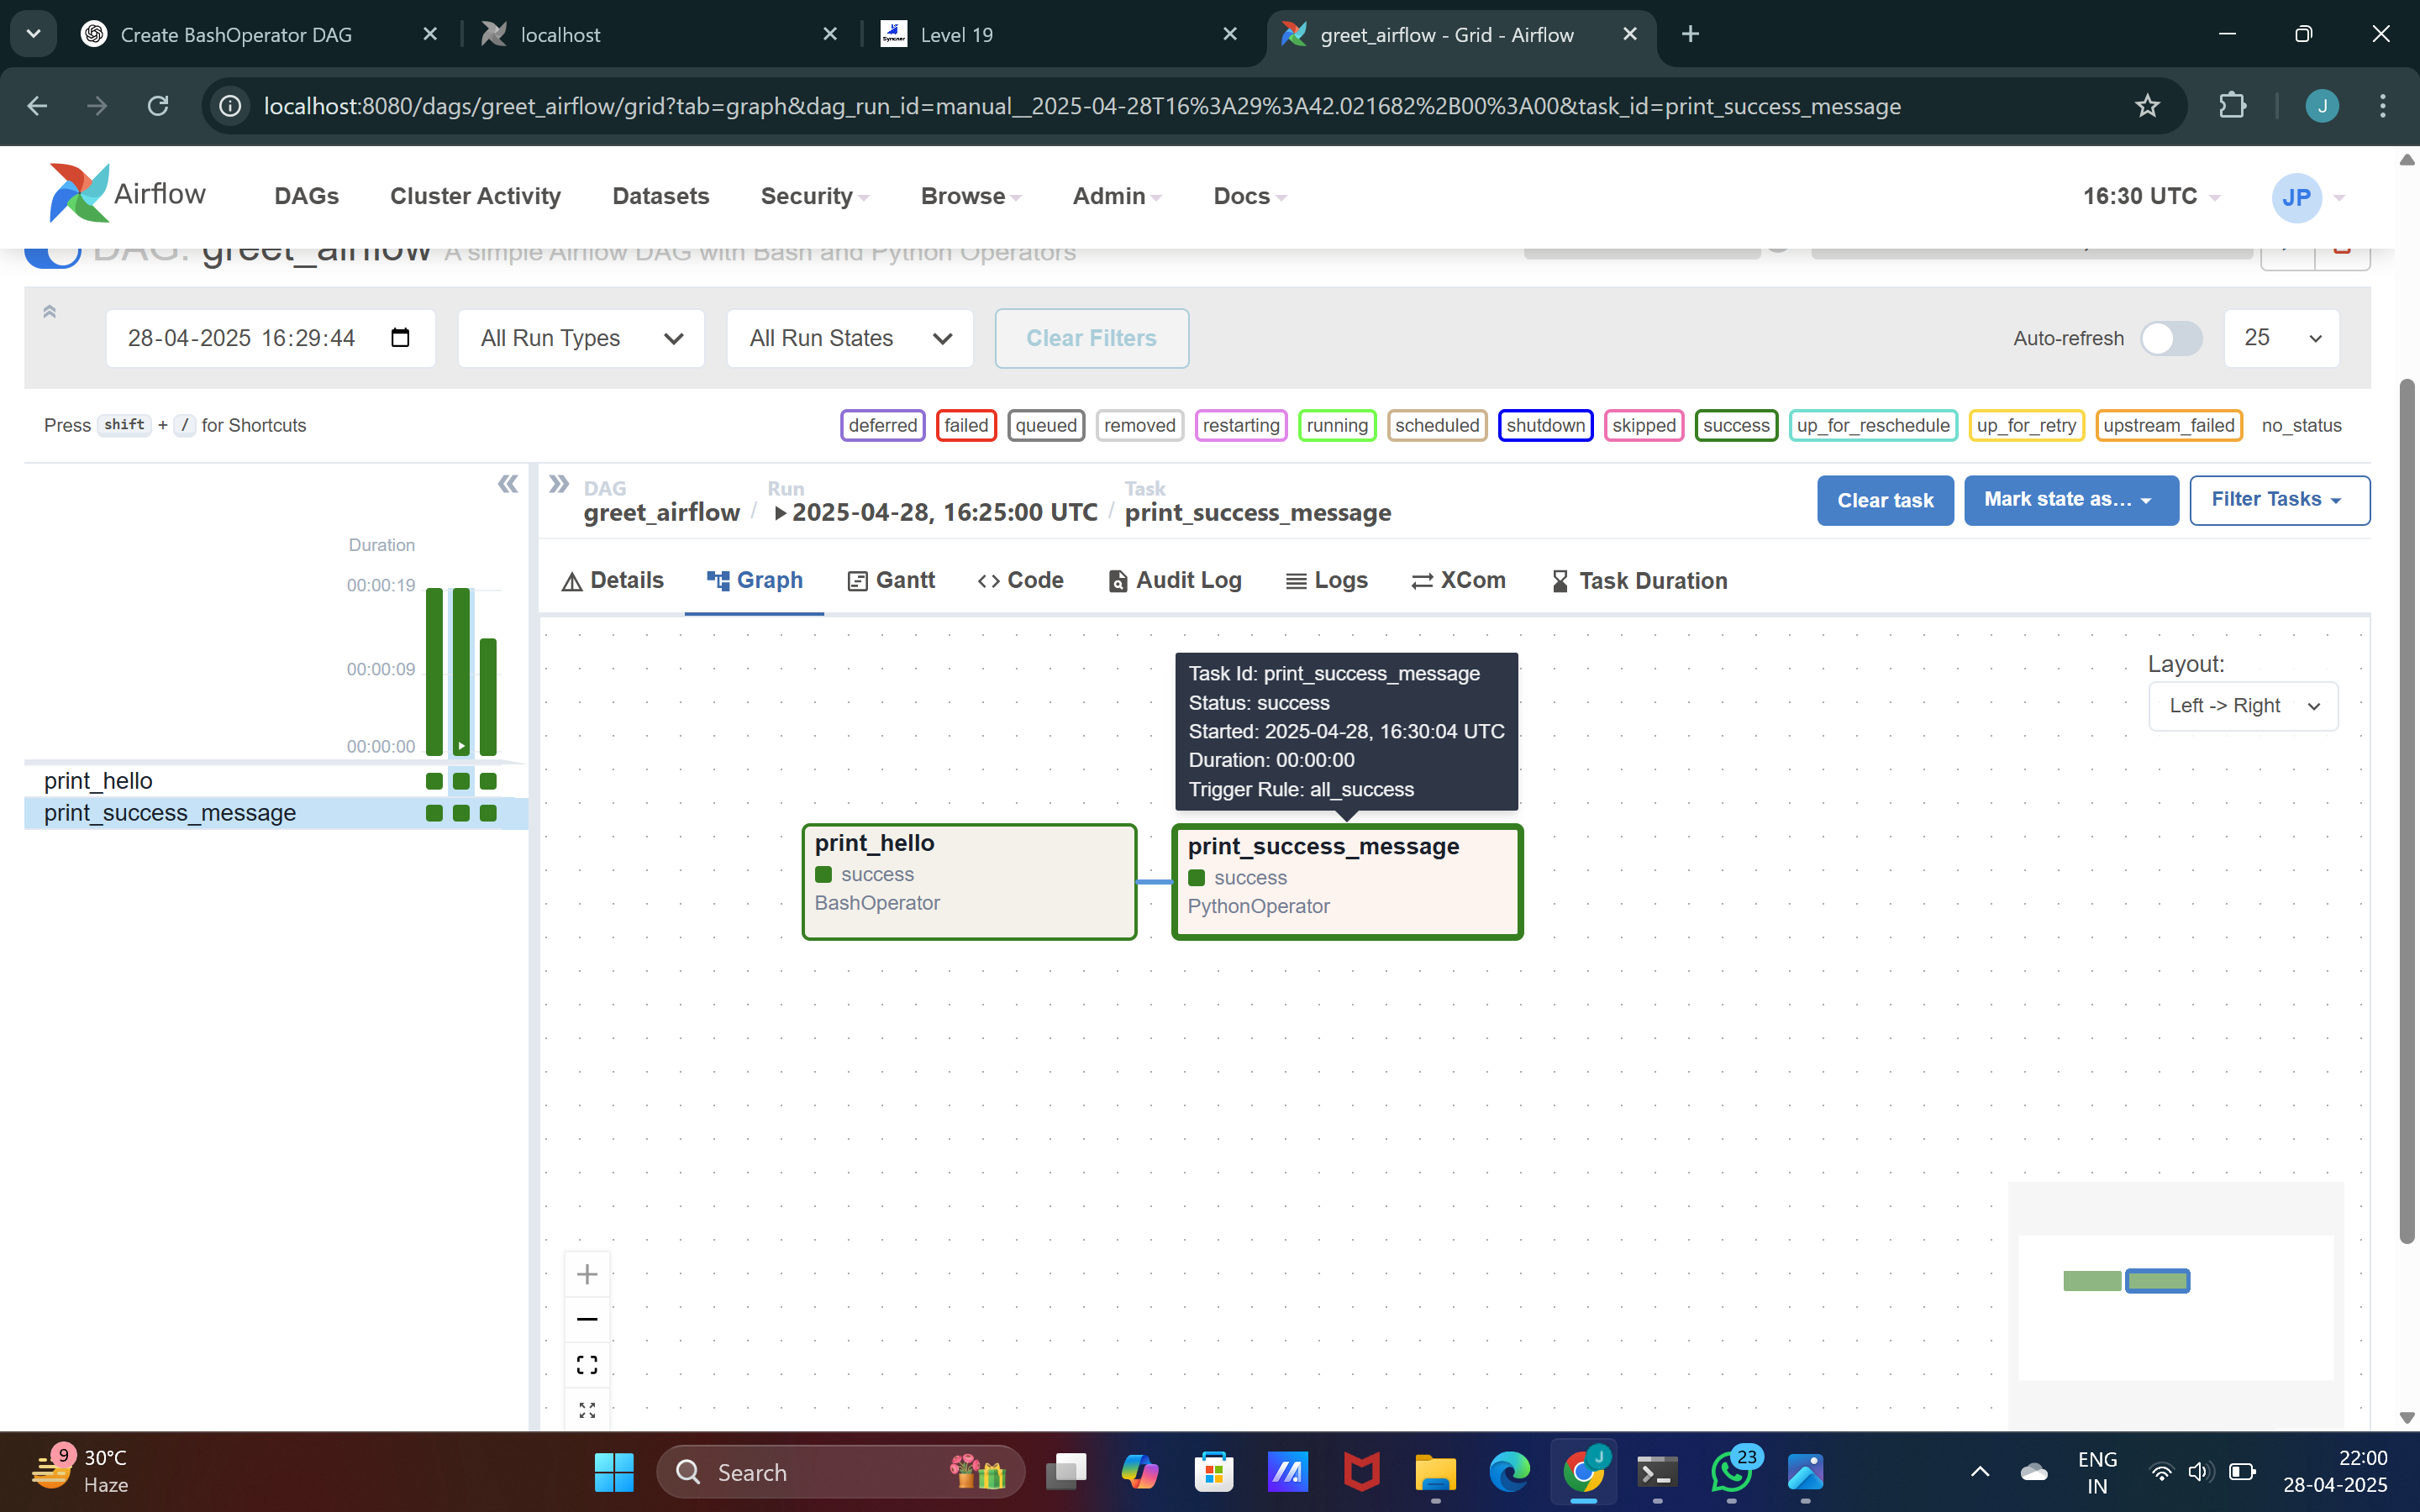 Create BashOperator DAG
localhost
Level 19
greet_airflow - Grid - Airflow
localhost:8080/dags/greet_airflow/grid?tab=graph&dag_run_id=manual__2025-04-28T16%3A29%3A42.021682%2B00%3A00&task_id=print_success_message
J
Airflow
DAGs
Cluster Activity
Datasets
Security
Browse
Admin
Docs
16:30 UTC
JP
DAG: greet_airflow A simple Airflow DAG with Bash and Python Operators
28-04-2025 16:29:44
All Run Types
All Run States
Clear Filters
Auto-refresh
25
Press shift + / for Shortcuts
deferred
failed
queued
removed
restarting
running
scheduled
shutdown
skipped
success
up_for_reschedule
up_for_retry
upstream_failed
no_status
DAG
greet_airflow
/
Run
2025-04-28, 16:25:00 UTC
/
Task
print_success_message
Clear task
Mark state as...
Filter Tasks
Duration
00:00:19
00:00:09
00:00:00
print_hello
print_success_message
Details
Graph
Gantt
Code
Audit Log
Logs
XCom
Task Duration
Layout:
Left -> Right
Task Id: print_success_message
Status: success
Started: 2025-04-28, 16:30:04 UTC
Duration: 00:00:00
Trigger Rule: all_success
print_hello
success
BashOperator
print_success_message
success
PythonOperator
9
30°C
Haze
Search
J
23
ENG
IN
22:00
28-04-2025